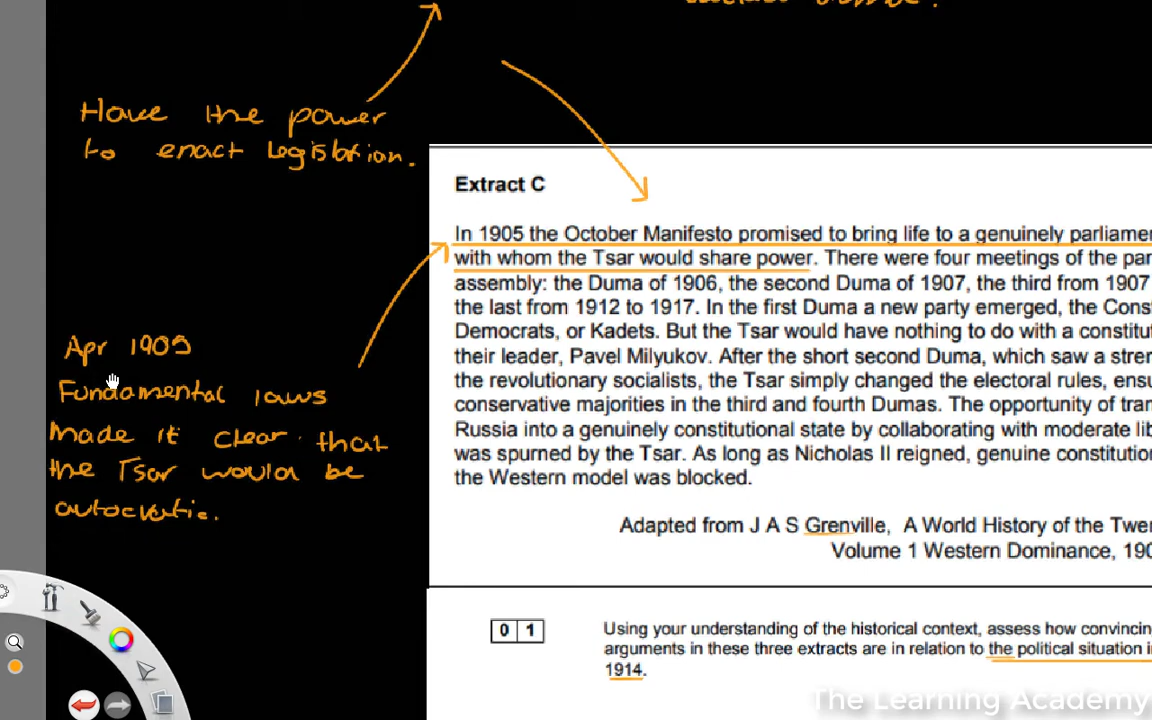 Have the power
to enact legislation.
Extract C
In 1905 the October Manifesto promised to bring life to a genuinely parliame
with whom the Tsar would share power. There were four meetings of the par
assembly: the Duma of 1906, the second Duma of 1907, the third from 1907
the last from 1912 to 1917. In the first Duma a new party emerged, the Cons
Democrats, or Kadets. But the Tsar would have nothing to do with a constitut
their leader, Pavel Milyukov. After the short second Duma, which saw a stren
the revolutionary socialists, the Tsar simply changed the electoral rules, ensu
conservative majorities in the third and fourth Dumas. The opportunity of tran
Russia into a genuinely constitutional state by collaborating with moderate lib
was spurned by the Tsar. As long as Nicholas II reigned, genuine constitutio
the Western model was blocked.
Adapted from J A S Grenville, A World History of the Twe
Volume 1 Western Dominance, 190
Apr 1905
Fundamental laws
made it clear that
the Tsar would be
autocratic.
0 1
Using your understanding of the historical context, assess how convincin
arguments in these three extracts are in relation to the political situation i
1914.
The Learning Academy